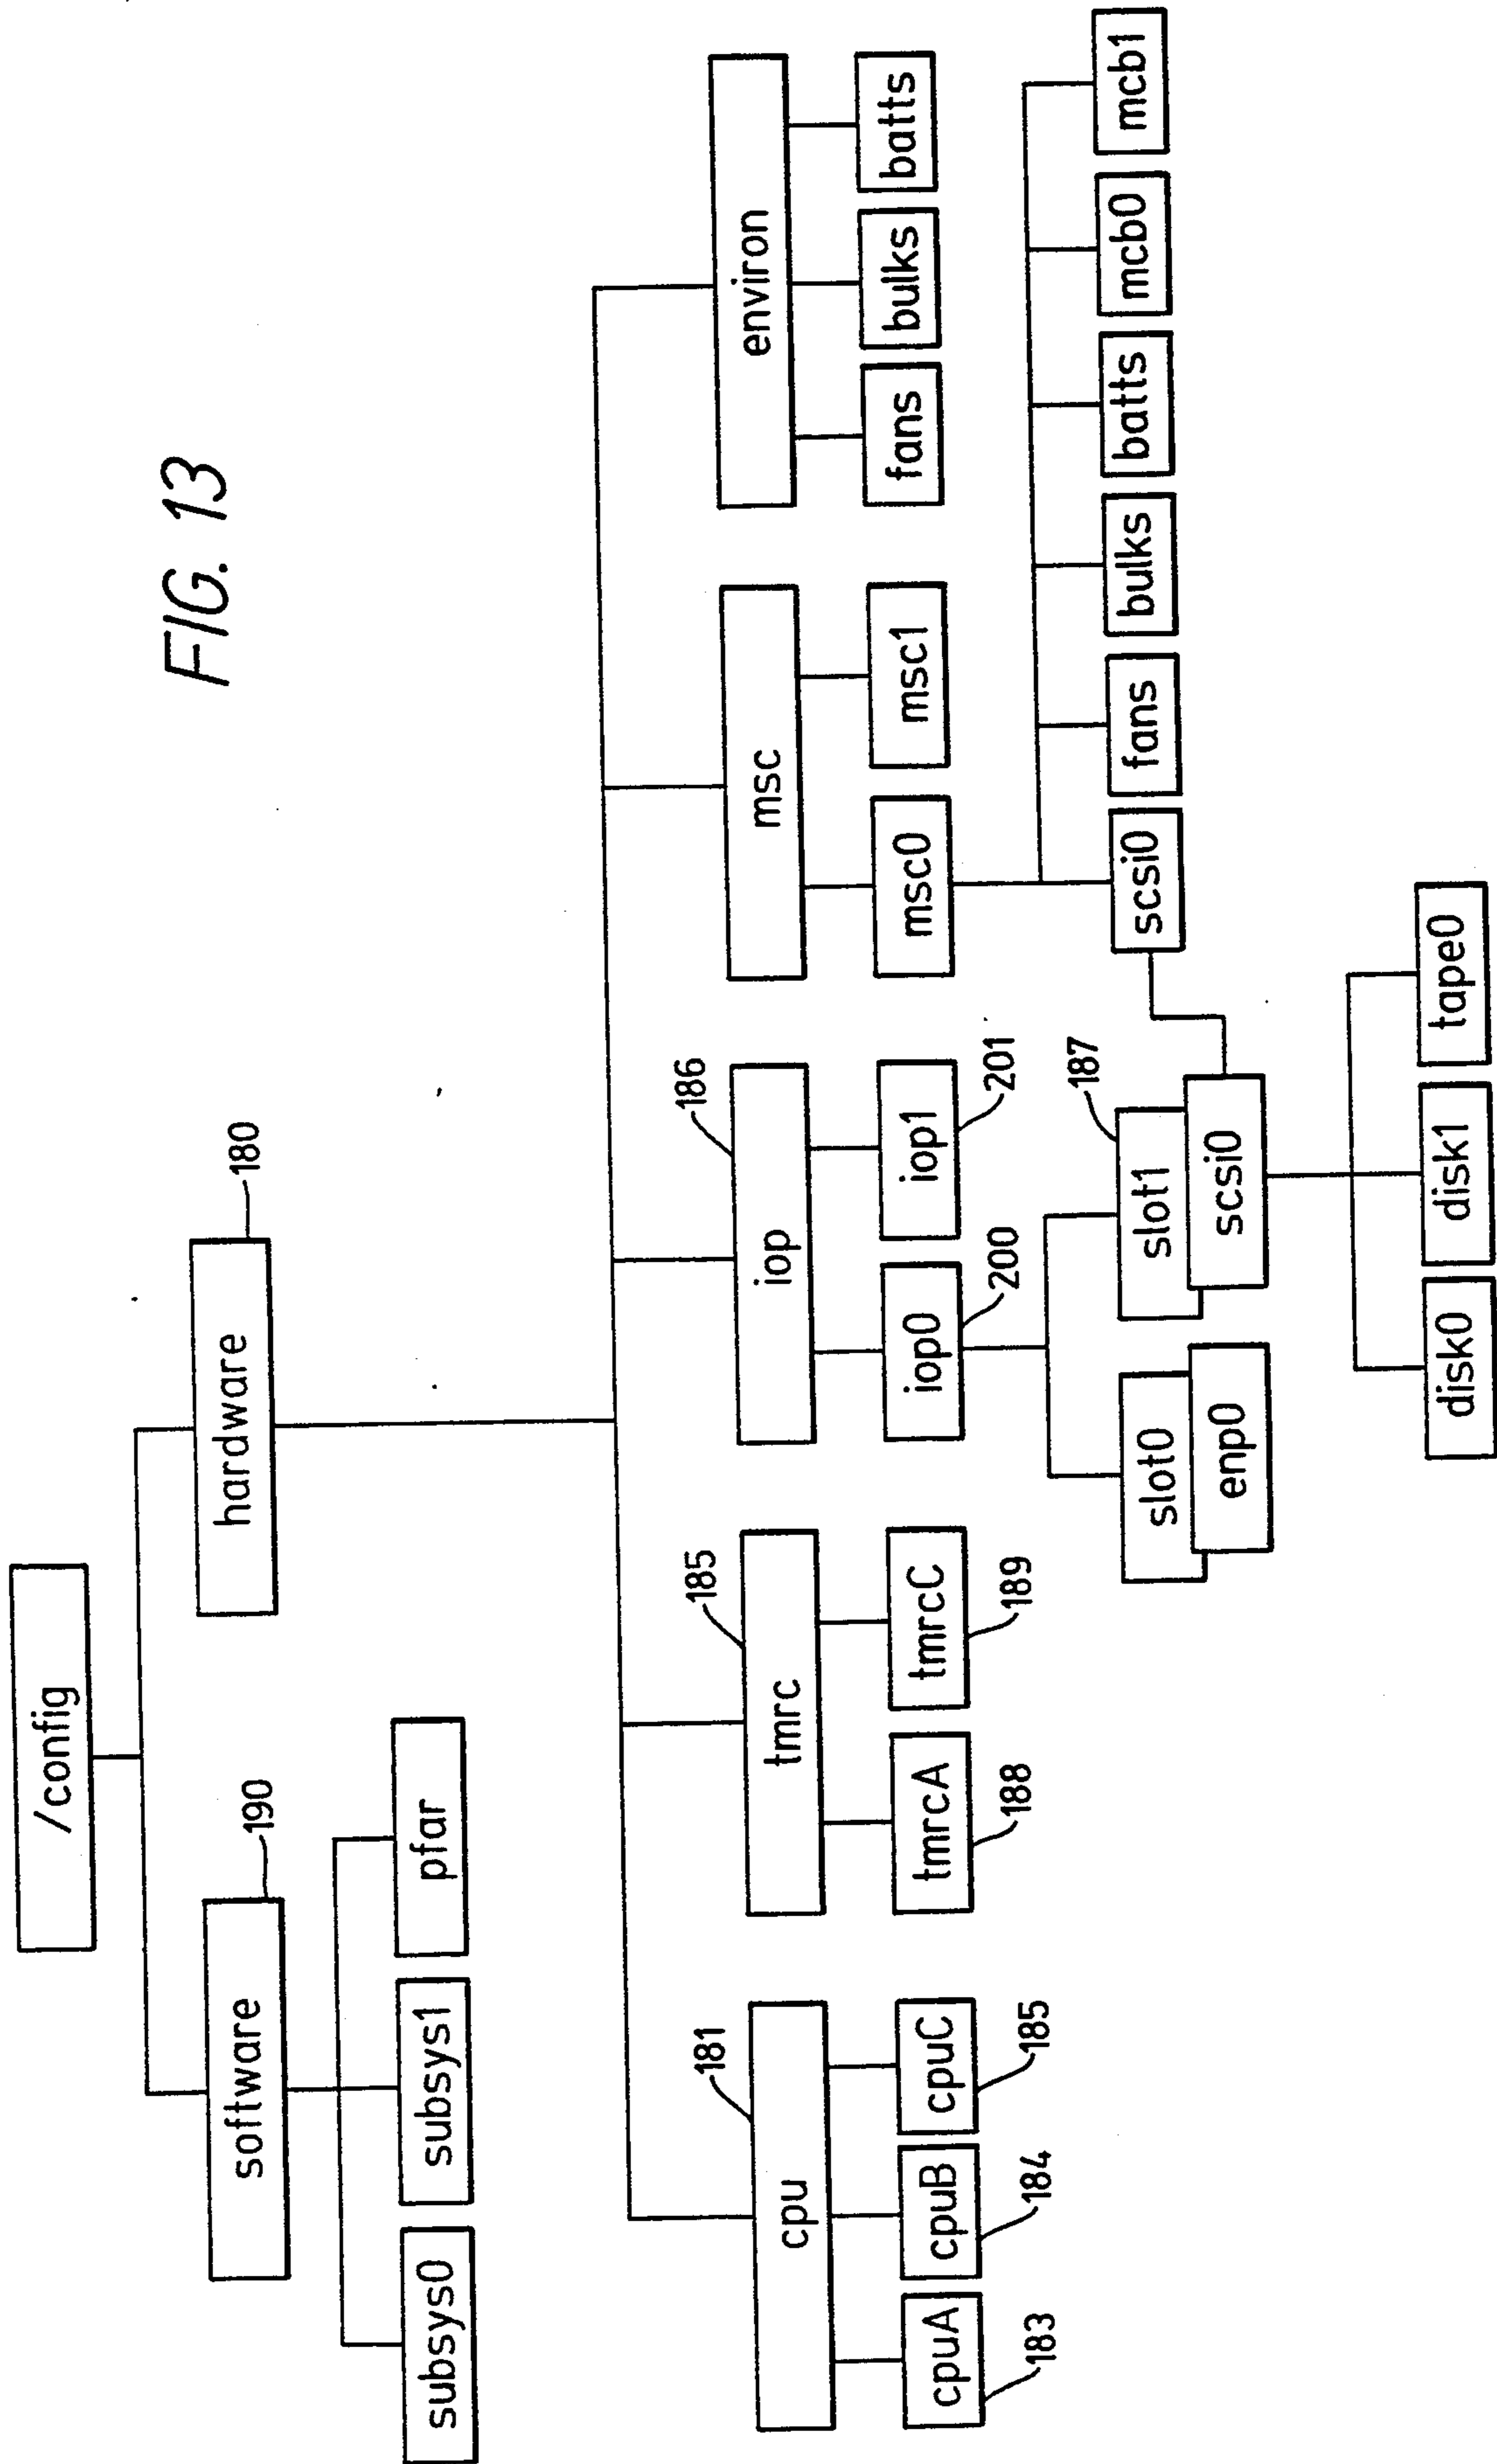 FIG. 13
/config
software
190
hardware
180
subsys0
subsys1
pfar
cpu
181
tmrc
185
iop
186
msc
environ
cpuA
183
cpuB
184
cpuC
185
tmrcA
188
tmrcC
189
iop0
200
iop1
201
msc0
msc1
fans
bulks
batts
slot0
enp0
slot1
187
scsi0
scsi0
fans
bulks
batts
mcb0
mcb1
disk0
disk1
tape0